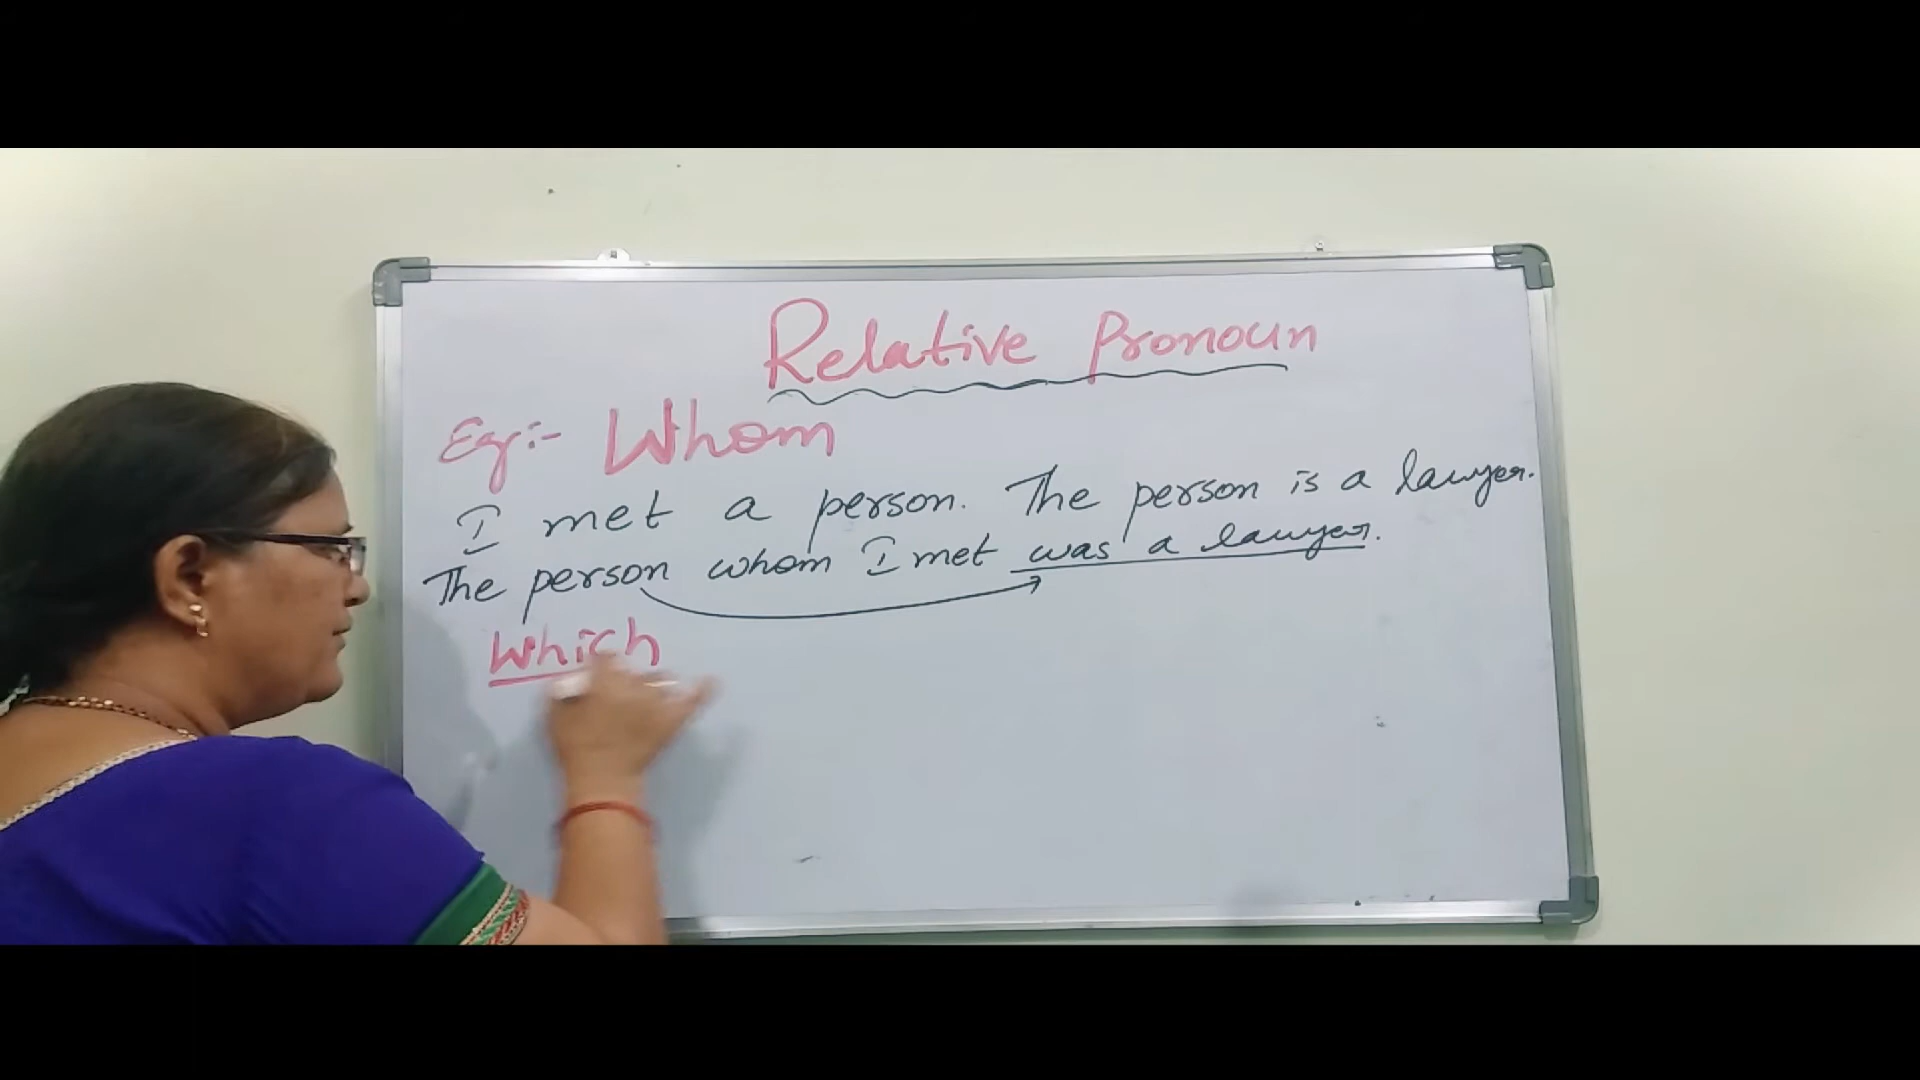 Relative Pronoun
Eg:- Whom
I met a person. The person is a lawyer.
The person whom I met was a lawyer.
Which